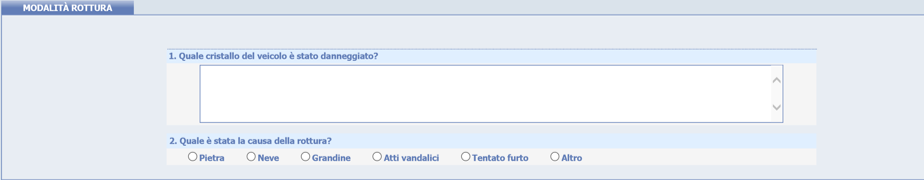 MODALITÀ ROTTURA
1. Quale cristallo del veicolo è stato danneggiato?
2. Quale è stata la causa della rottura?
Pietra Neve Grandine Atti vandalici Tentato furto Altro